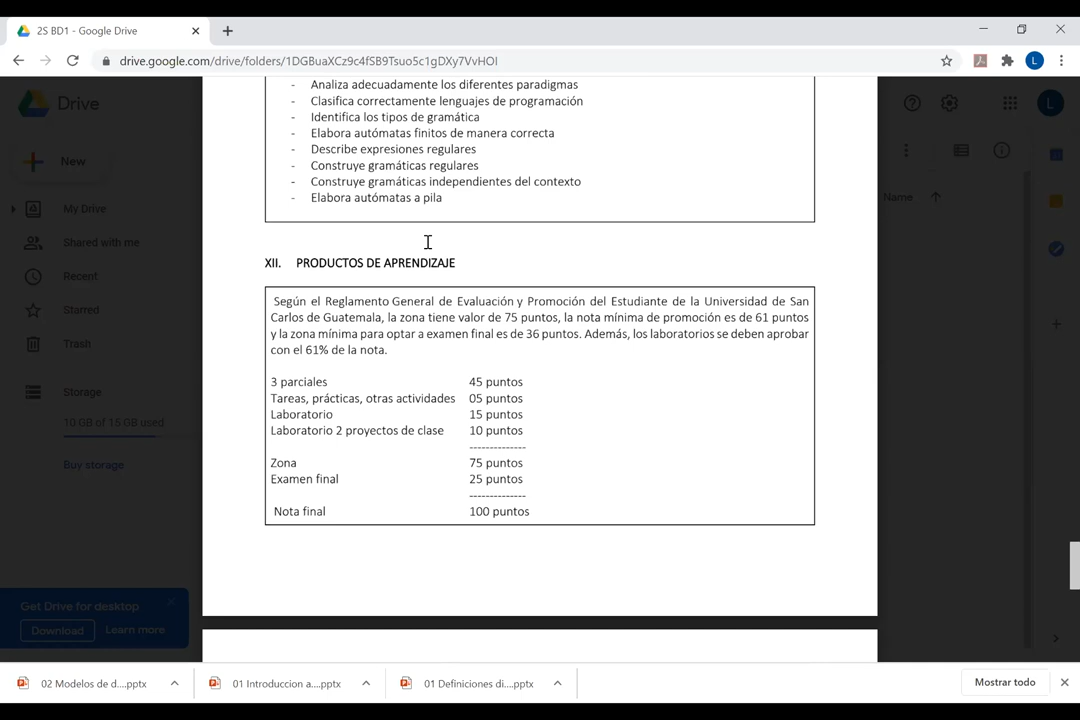 2S BD1 - Google Drive
drive.google.com/drive/folders/1DGBuaXCz9c4fSB9Tsuo5c1gDXy7VvHOI
L
Drive
L
New
My Drive
Shared with me
Recent
Starred
Trash
Storage
10 GB of 15 GB used
Buy storage
Get Drive for desktop
Download
Learn more
Name
- Analiza adecuadamente los diferentes paradigmas
- Clasifica correctamente lenguajes de programación
- Identifica los tipos de gramática
- Elabora autómatas finitos de manera correcta
- Describe expresiones regulares
- Construye gramáticas regulares
- Construye gramáticas independientes del contexto
- Elabora autómatas a pila
XII. PRODUCTOS DE APRENDIZAJE
Según el Reglamento General de Evaluación y Promoción del Estudiante de la Universidad de San
Carlos de Guatemala, la zona tiene valor de 75 puntos, la nota mínima de promoción es de 61 puntos
y la zona mínima para optar a examen final es de 36 puntos. Además, los laboratorios se deben aprobar
con el 61% de la nota.
3 parciales 45 puntos
Tareas, prácticas, otras actividades 05 puntos
Laboratorio 15 puntos
Laboratorio 2 proyectos de clase 10 puntos
--------------
Zona 75 puntos
Examen final 25 puntos
--------------
Nota final 100 puntos
02 Modelos de d....pptx
01 Introduccion a....pptx
01 Definiciones di....pptx
Mostrar todo